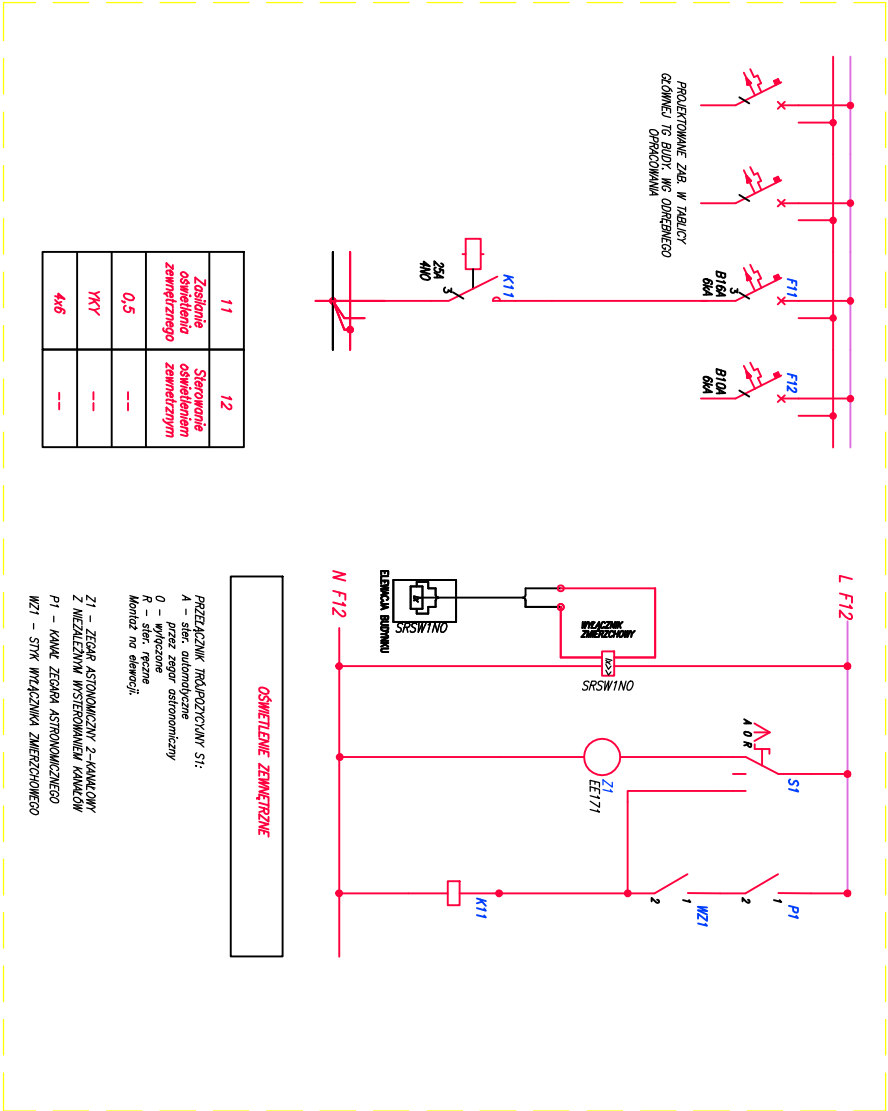 PROJEKTOWANE ZAB. W TABLICY
GŁÓWNEJ TG BUDY. WG ODRĘBNEGO
OPRACOWANIA
F11
B16A
6kA
3
F12
B10A
6kA
K11
25A
4NO
3
11
12
Zasilanie
oświetlenia
zewnętrznego
Sterowanie
oświetleniem
zewnetrznym
0,5
--
YKY
--
4x6
--
L F12
N F12
WYŁĄCZNIK
ZMIERZCHOWY
SRSW1NO
SRSW1NO
ELEWACJA BUDYNKU
S1
A O R
Z1
EE171
P1
1
2
WZ1
1
2
K11
OŚWIETLENIE ZEWNĘTRZNE
PRZEŁĄCZNIK TRÓJPOZYCYJNY S1:
A – ster. automatyczne
przez zegar astronomiczny
O – wyłączone
R – ster. ręczne
Montaż na elewacji.
Z1 – ZEGAR ASTONOMICZNY 2–KANAŁOWY
Z NIEZALEŻNYM WYSTEROWANIEM KANAŁÓW
P1 – KANAŁ ZEGARA ASTRONOMICZNEGO
WZ1 – STYK WYŁĄCZNIKA ZMIERZCHOWEGO